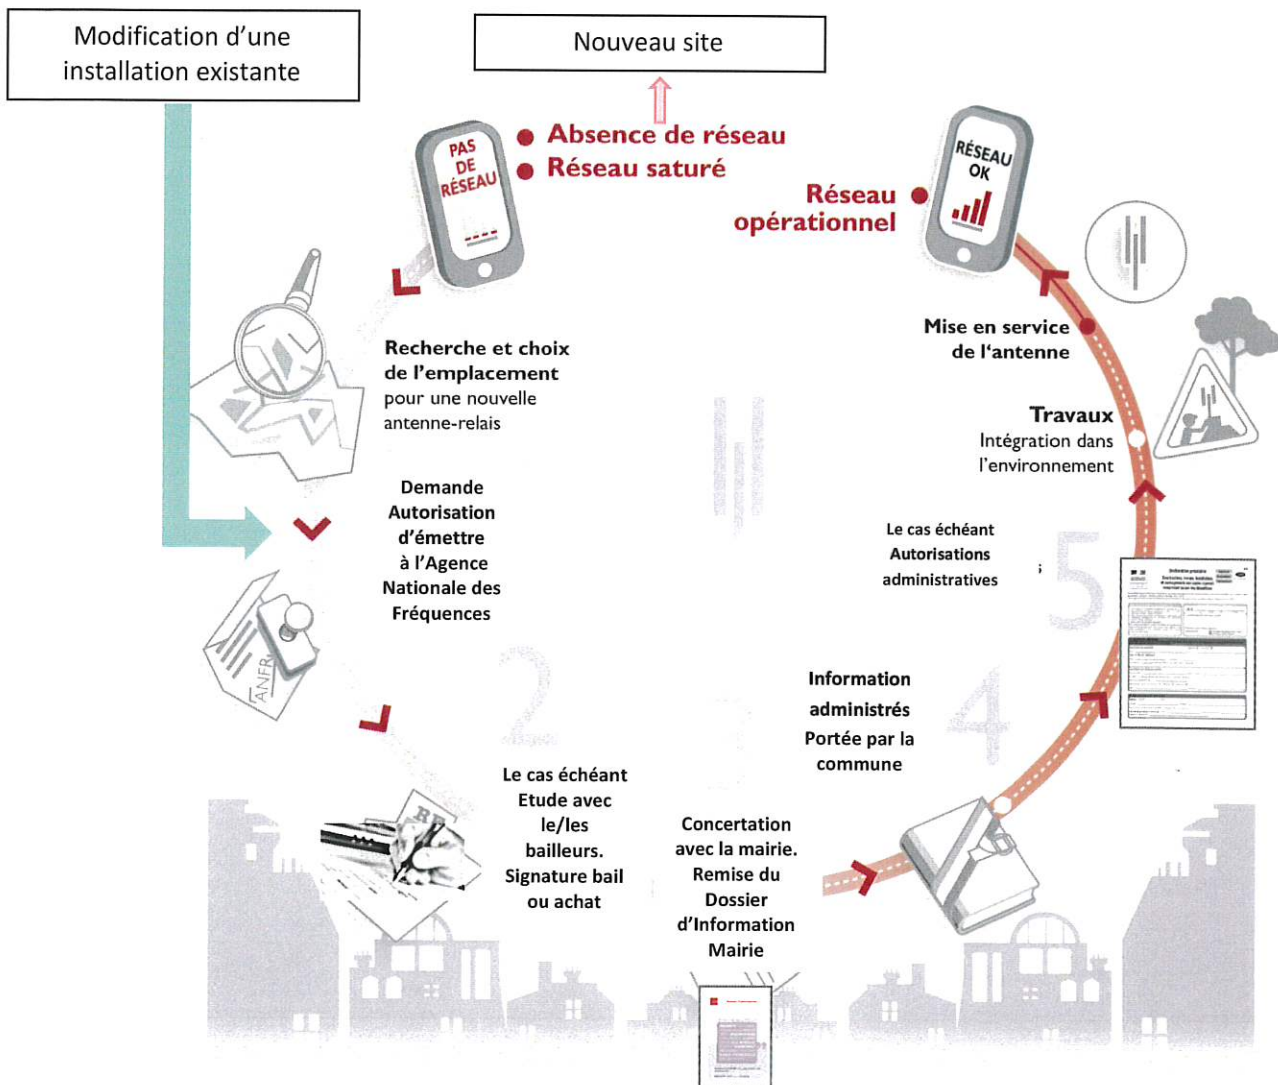 Modification d'une
installation existante
Nouveau site
PAS
DE
RÉSEAU
Absence de réseau
Réseau saturé
RÉSEAU
OK
Réseau
opérationnel
Recherche et choix
de l'emplacement
pour une nouvelle
antenne-relais
Mise en service
de l'antenne
Travaux
Intégration dans
l'environnement
Demande
Autorisation
d'émettre
à l'Agence
Nationale des
Fréquences
ANFR
Le cas échéant
Autorisations
administratives
5
2
Information
administrés
Portée par la
commune
4
Le cas échéant
Etude avec
le/les
bailleurs.
Signature bail
ou achat
3
Concertation
avec la mairie.
Remise du
Dossier
d'Information
Mairie